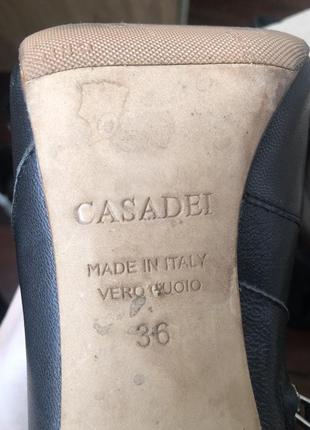 CASADEI
MADE IN ITALY
VERO CUOIO
36